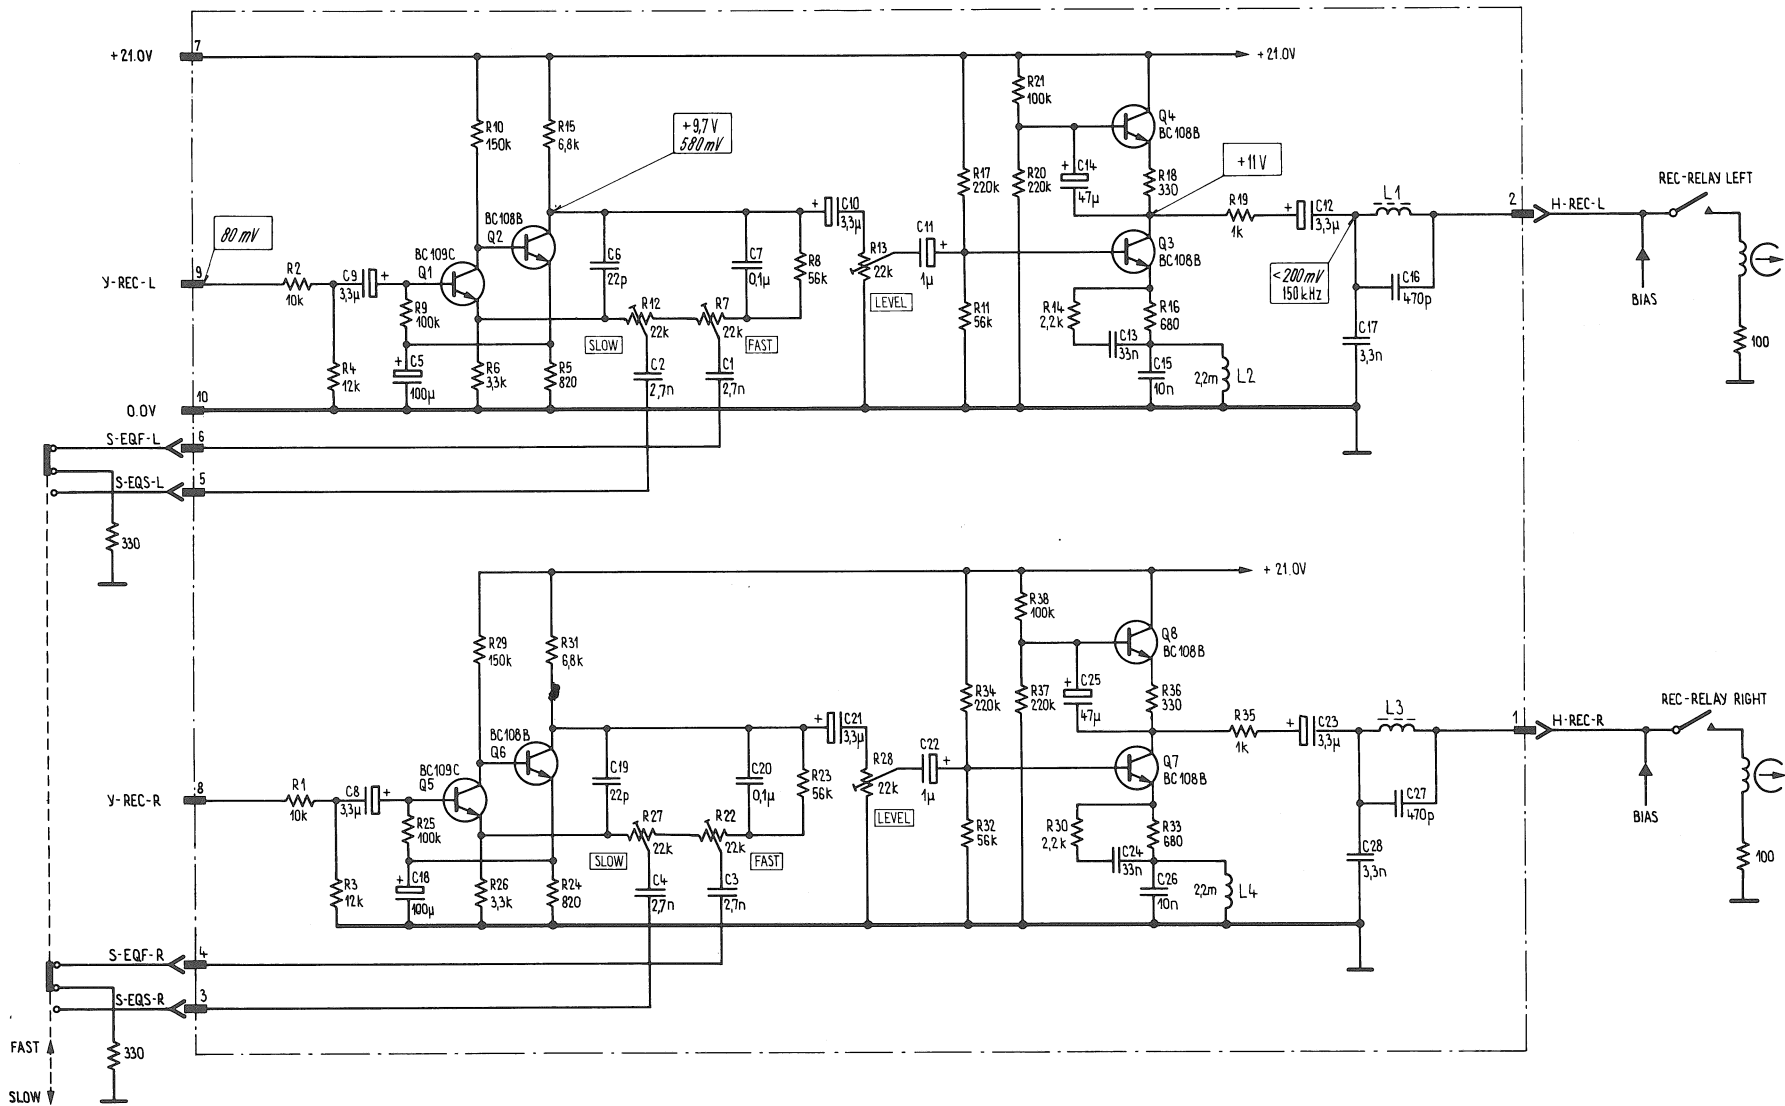 +21.0V
7
+21.0V
R10
150k
R15
6,8k
+9,7V
580mV
R21
100k
Q4
BC108B
R17
220k
R20
220k
+
C14
47µ
R18
330
+11V
REC-RELAY LEFT
80mV
9
Y-REC-L
R2
10k
C9
+
3,3µ
BC109C
Q1
BC108B
Q2
C6
22p
C7
0,1µ
R8
56k
+
C10
3,3µ
R13
22k
LEVEL
C11
+
1µ
Q3
BC108B
R19
1k
+
C12
3,3µ
L1
2
H-REC-L
<200mV
150kHz
C16
470p
BIAS
R9
100k
R12
22k
R7
22k
SLOW
FAST
R11
56k
R14
2,2k
R16
680
C13
33n
C17
3,3n
100
R4
12k
+
C5
100µ
R6
3,3k
R5
820
C2
2,7n
C1
2,7n
C15
10n
2,2m
L2
0.0V
10
S-EQF-L
6
S-EQS-L
5
330
+21.0V
R29
150k
R31
6,8k
R38
100k
Q8
BC108B
R34
220k
R37
220k
+
C25
47µ
R36
330
REC-RELAY RIGHT
8
Y-REC-R
R1
10k
C8
+
3,3µ
BC109C
Q5
BC108B
Q6
C19
22p
C20
0,1µ
R23
56k
+
C21
3,3µ
R28
22k
LEVEL
C22
+
1µ
Q7
BC108B
R35
1k
+
C23
3,3µ
L3
1
H-REC-R
C27
470p
BIAS
R25
100k
R27
22k
R22
22k
SLOW
FAST
R32
56k
R30
2,2k
R33
680
C24
33n
C28
3,3n
100
R3
12k
+
C18
100µ
R26
3,3k
R24
820
C4
2,7n
C3
2,7n
C26
10n
2,2m
L4
S-EQF-R
4
S-EQS-R
3
330
FAST
SLOW